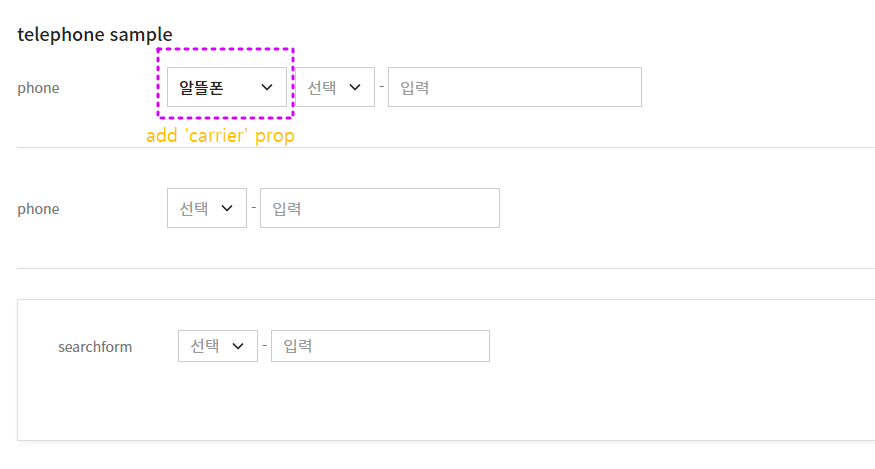 telephone sample
phone 알뜰폰 선택 - 입력
add 'carrier' prop
phone 선택 - 입력
searchform 선택 - 입력